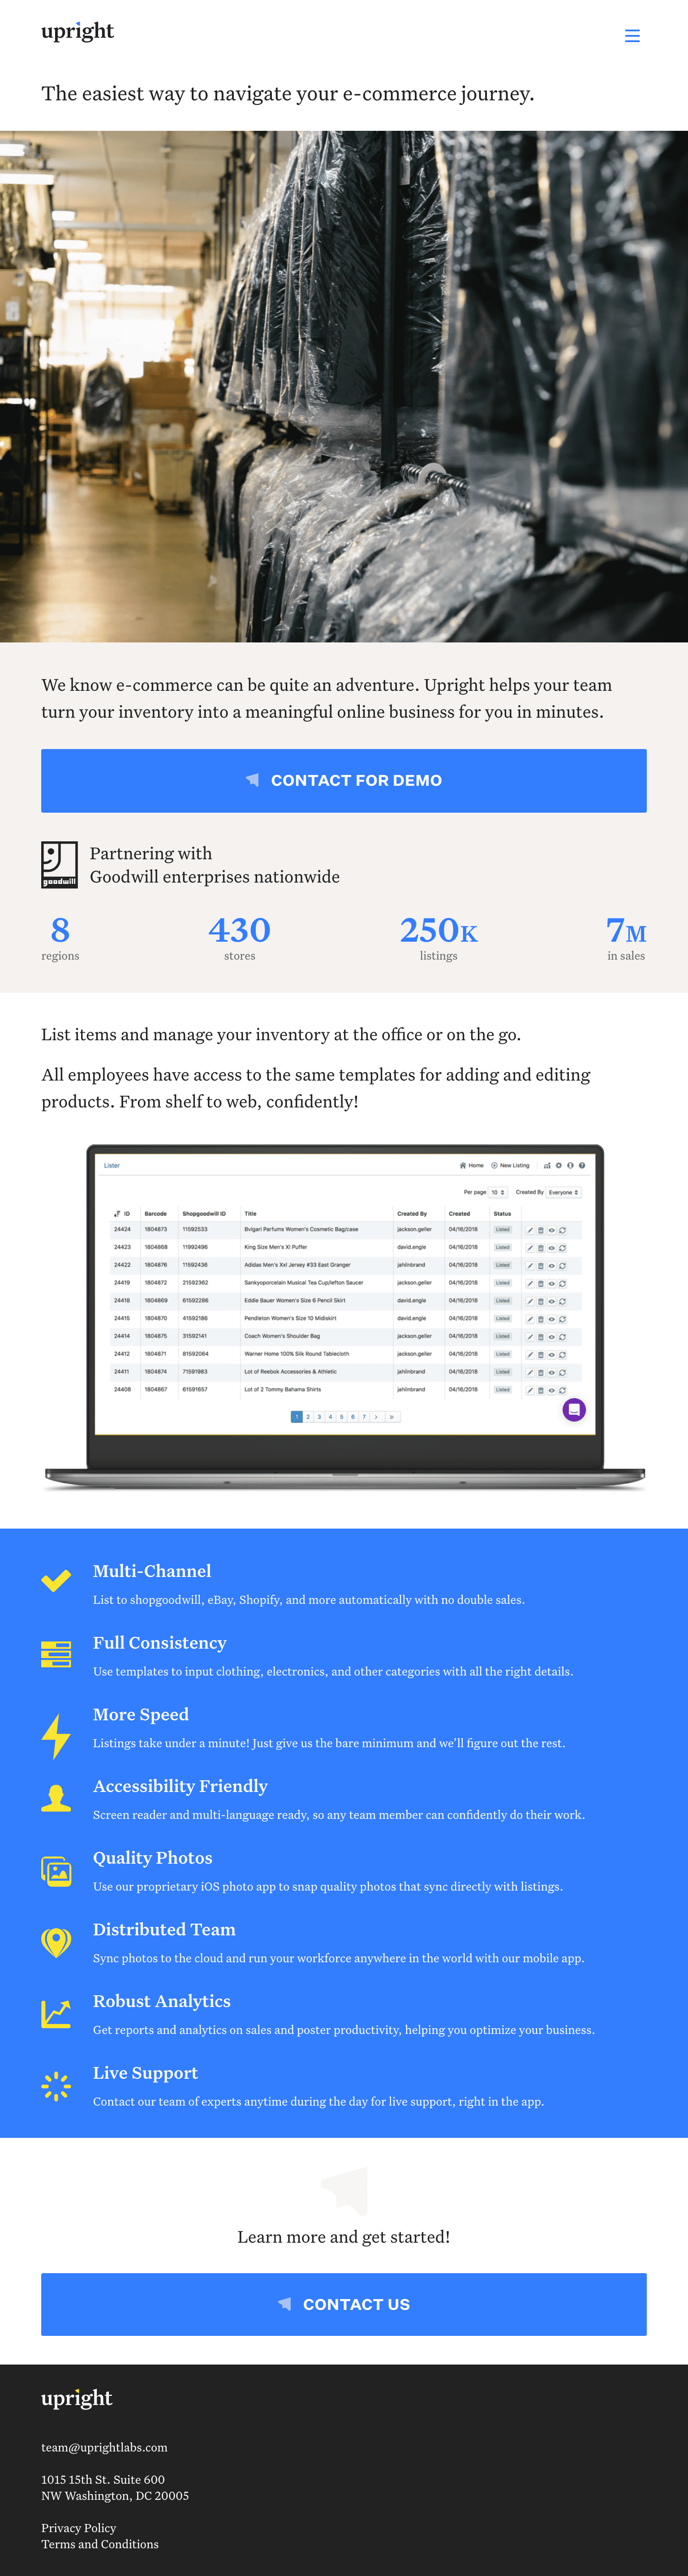 upright
The easiest way to navigate your e-commerce journey.
We know e-commerce can be quite an adventure. Upright helps your team
turn your inventory into a meaningful online business for you in minutes.
CONTACT FOR DEMO
goodwill
Partnering with
Goodwill enterprises nationwide
8 430 250K 7M
regions stores listings in sales
List items and manage your inventory at the office or on the go.
All employees have access to the same templates for adding and editing
products. From shelf to web, confidently!
Lister Home New Listing
Per page 10 Created By Everyone
ID Barcode Shopgoodwill ID Title Created By Created Status
24424 1804873 11592533 Bvlgari Parfums Women's Cosmetic Bag/case jackson.geller 04/16/2018 Listed
24423 1804868 11992496 King Size Men's Xl Puffer david.engle 04/16/2018 Listed
24422 1804876 11592436 Adidas Men's Xxl Jersey #33 East Granger jahlinbrand 04/16/2018 Listed
24419 1804872 21592362 Sankyoporcelain Musical Tea Cup/lefton Saucer jackson.geller 04/16/2018 Listed
24418 1804869 61592286 Eddie Bauer Women's Size 6 Pencil Skirt david.engle 04/16/2018 Listed
24415 1804870 41592186 Pendleton Women's Size 10 Midiskirt david.engle 04/16/2018 Listed
24414 1804875 31592141 Coach Women's Shoulder Bag jackson.geller 04/16/2018 Listed
24412 1804866 81592064 Warner Home 100% Silk Round Tablecloth jackson.geller 04/16/2018 Listed
24411 1804874 71591983 Lot of Reebok Accessories & Athletic jahlinbrand 04/16/2018 Listed
24408 1804867 61591657 Lot of 2 Tommy Bahama Shirts jahlinbrand 04/16/2018 Listed
1 2 3 4 5 6 7 › »
Multi-Channel
List to shopgoodwill, eBay, Shopify, and more automatically with no double sales.
Full Consistency
Use templates to input clothing, electronics, and other categories with all the right details.
More Speed
Listings take under a minute! Just give us the bare minimum and we'll figure out the rest.
Accessibility Friendly
Screen reader and multi-language ready, so any team member can confidently do their work.
Quality Photos
Use our proprietary iOS photo app to snap quality photos that sync directly with listings.
Distributed Team
Sync photos to the cloud and run your workforce anywhere in the world with our mobile app.
Robust Analytics
Get reports and analytics on sales and poster productivity, helping you optimize your business.
Live Support
Contact our team of experts anytime during the day for live support, right in the app.
Learn more and get started!
CONTACT US
upright
team@uprightlabs.com
1015 15th St. Suite 600
NW Washington, DC 20005
Privacy Policy
Terms and Conditions